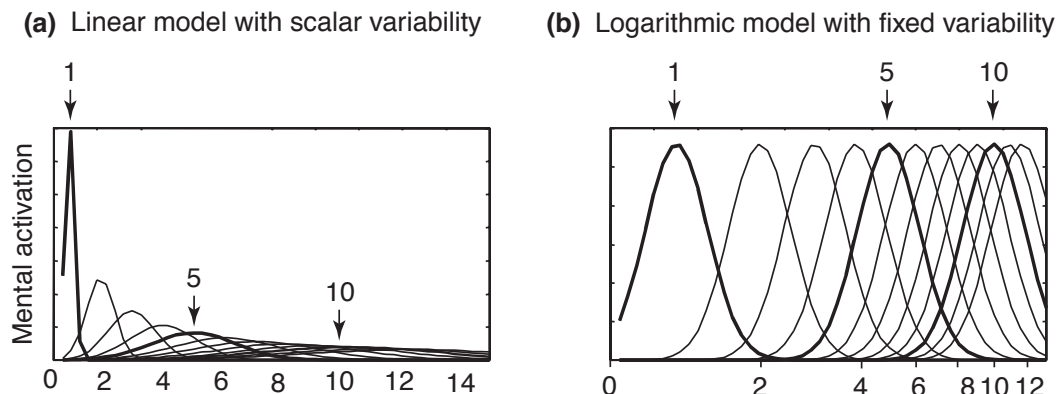 (a) Linear model with scalar variability
1
5
10
Mental activation
0 2 4 6 8 10 12 14
(b) Logarithmic model with fixed variability
1 5 10
0 2 4 6 8 10 12